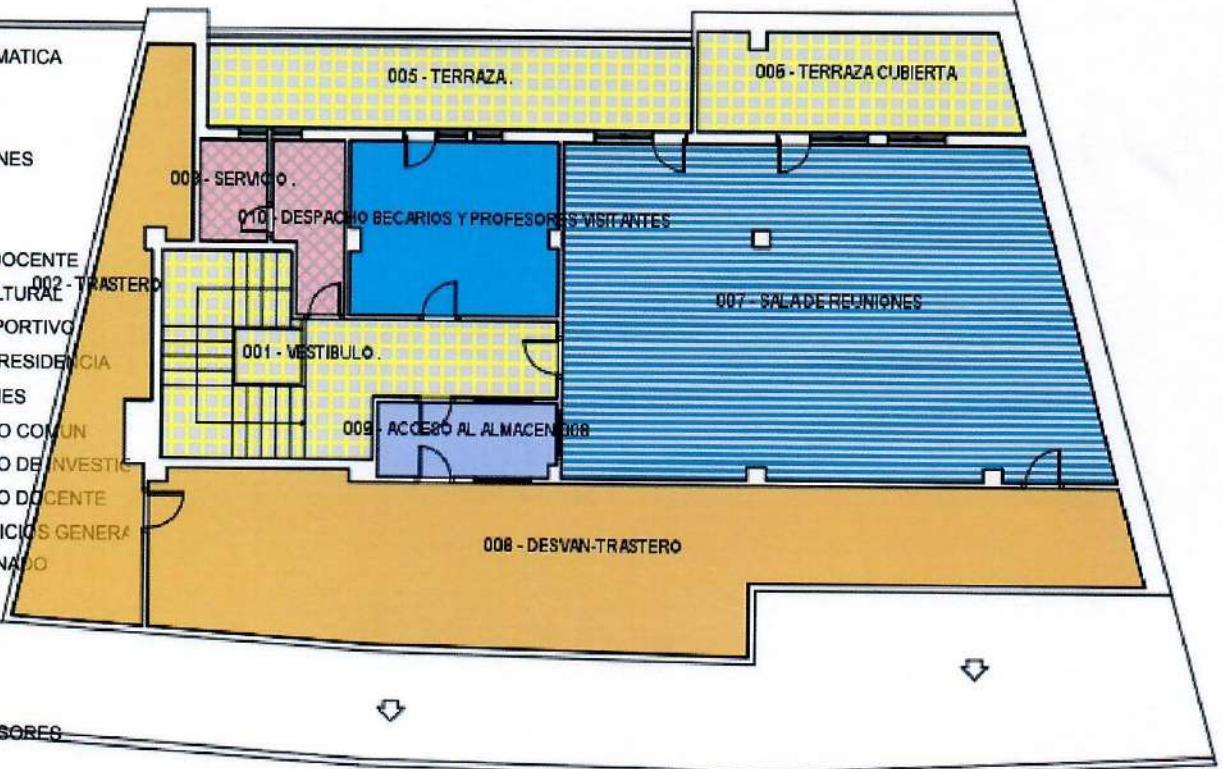 MATICA
NES
DOCENTE
LTURAL
PORTIVO
RESIDENCIA
NES
O COMUN
O DE INVESTIG
O DOCENTE
ICIOS GENERA
NADO
SORES
005 - TERRAZA .
006 - TERRAZA CUBIERTA
003 - SERVICIO .
010 - DESPACHO BECARIOS Y PROFESORES VISITANTES
002 - TRASTERO
007 - SALA DE REUNIONES
001 - VESTIBULO .
009 - ACCESO AL ALMACEN 008
008 - DESVAN-TRASTERO